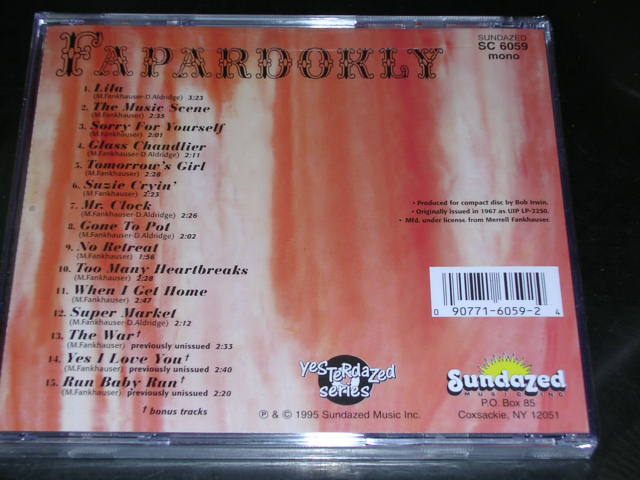 FAPARDOKLY
SUNDAZED
SC 6059
mono
1. Lila
(M.Fankhauser-D.Aldridge) 3:23
2. The Music Scene
(M.Fankhauser) 2:35
3. Sorry For Yourself
(M.Fankhauser) 2:01
4. Glass Chandlier
(M.Fankhauser-D.Aldridge) 2:11
5. Tomorrow's Girl
(M.Fankhauser) 2:28
6. Suzie Cryin'
(M.Fankhauser) 2:23
7. Mr. Clock
(M.Fankhauser-D.Aldridge) 2:26
8. Gone To Pot
(M.Fankhauser-D.Aldridge) 2:02
9. No Retreat
(M.Fankhauser) 1:56
10. Too Many Heartbreaks
(M.Fankhauser) 2:28
11. When I Get Home
(M.Fankhauser) 2:47
12. Super Market
(M.Fankhauser-D.Aldridge) 2:12
13. The War†
(M.Fankhauser) previously unissued 2:33
14. Yes I Love You†
(M.Fankhauser) previously unissued 2:40
15. Run Baby Run†
(M.Fankhauser) previously unissued 2:20
† bonus tracks
• Produced for compact disc by Bob Irwin.
• Originally issued in 1967 as UIP LP-2250.
• Mfd. under license from Merrell Fankhauser.
0 90771-6059-2 4
yesTeRdaZed
series
Sundazed
MUSIC, INC
P.O. Box 85
Coxsackie, NY 12051
℗ & © 1995 Sundazed Music Inc.